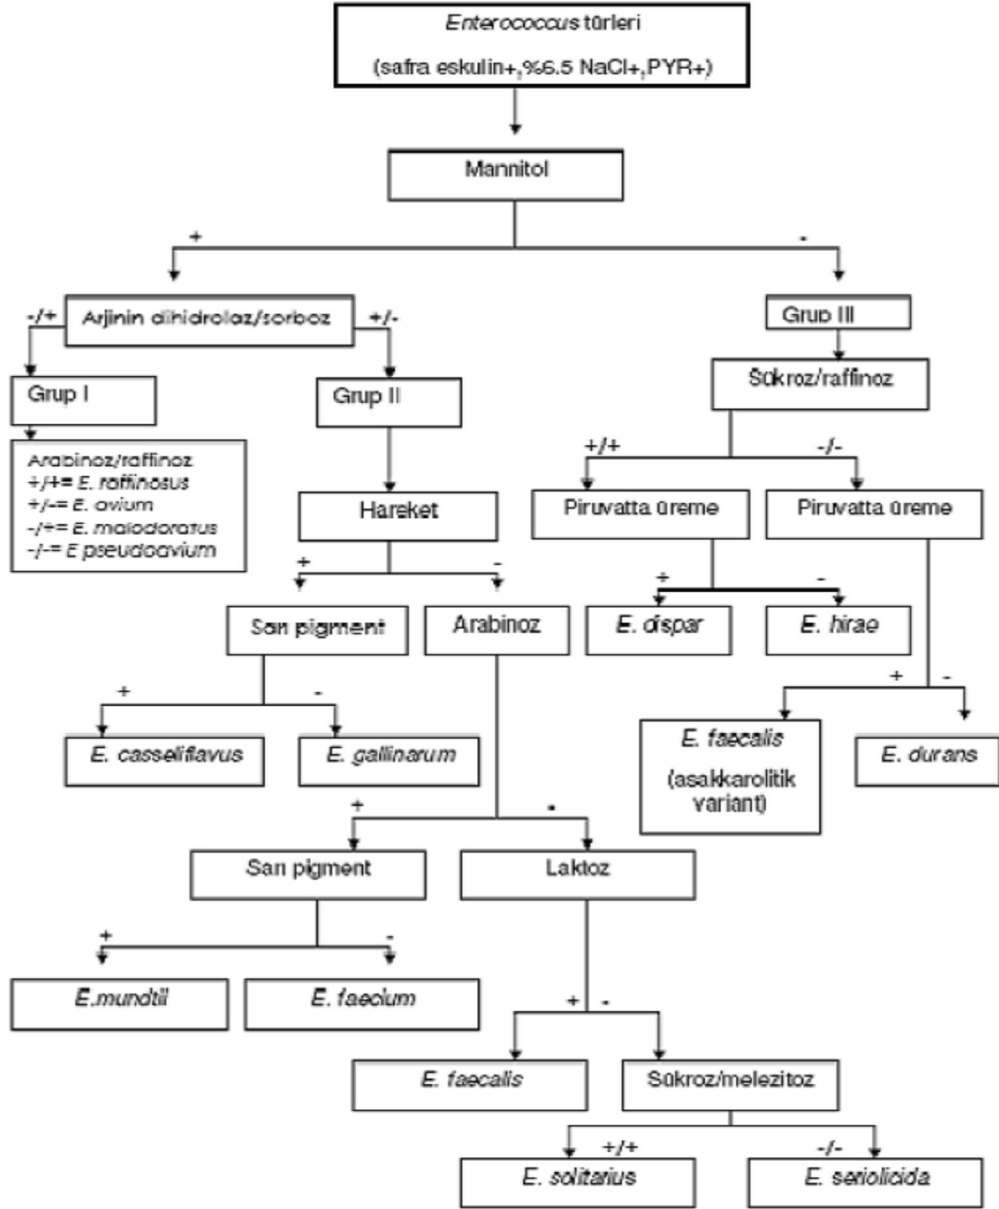 Enterococcus türleri
(safra eskulin+,%6.5 NaCl+,PYR+)
Mannitol
+
-
-/+
Arjinin dihidrolaz/sorboz
+/-
Grup III
Grup I
Grup II
Sükroz/raffinoz
Arabinoz/raffinoz
+/+= E. raffinosus
+/-= E. avium
-/+= E. malodoratus
-/-= E pseudoavium
+/+
-/-
Hareket
Piruvatta üreme
Piruvatta üreme
+
-
+
-
Sarı pigment
Arabinoz
E. dispar
E. hirae
+
-
+
-
E. casseliflavus
E. gallinarum
E. faecalis
(asakkarolitik
variant)
E. durans
+
-
Sarı pigment
Laktoz
+
-
E.mundtii
E. faecium
+
-
E. faecalis
Sükroz/melezitoz
+/+
-/-
E. solitarius
E. seriolicida